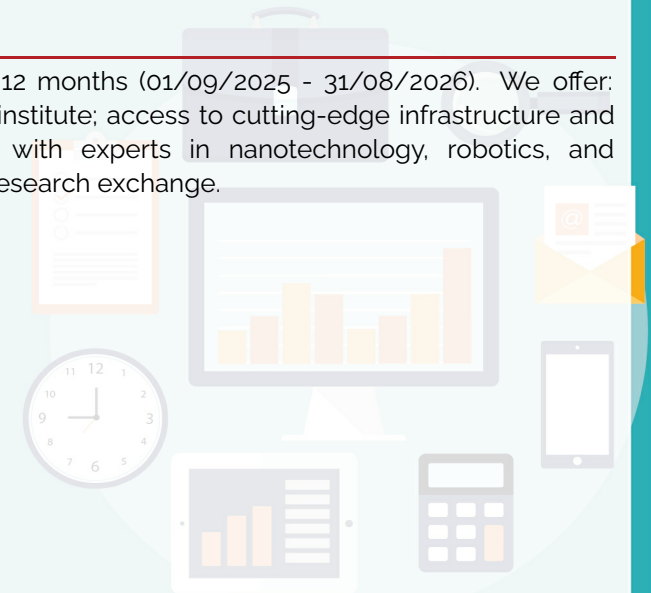 12 months (01/09/2025 - 31/08/2026). We offer:
institute; access to cutting-edge infrastructure and
with experts in nanotechnology, robotics, and
esearch exchange.
@
11 12 1
10 2
9 3
8 4
7 6 5